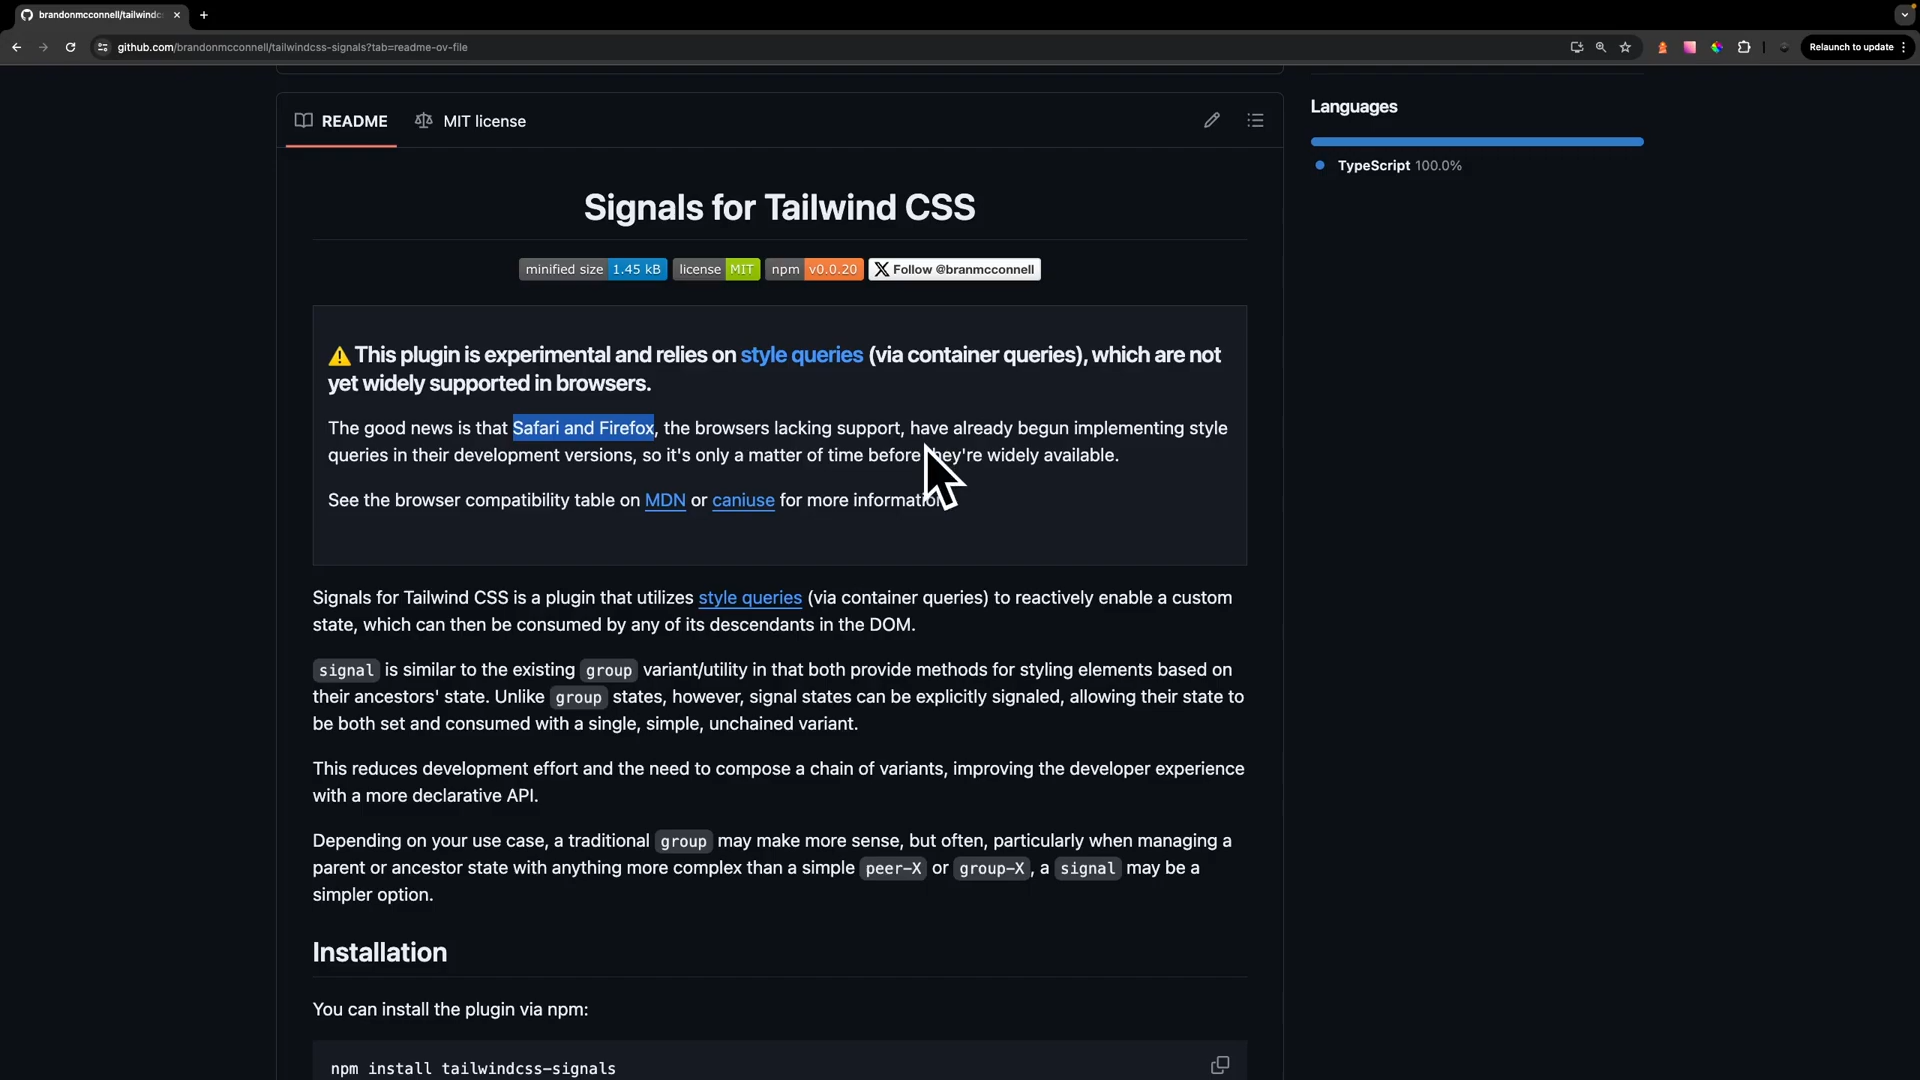 brandonmcconnell/tailwindc
github.com/brandonmcconnell/tailwindcss-signals?tab=readme-ov-file
Relaunch to update
README
MIT license
Languages
TypeScript 100.0%
Signals for Tailwind CSS
minified size 1.45 kB license MIT npm v0.0.20 Follow @branmcconnell
⚠️ This plugin is experimental and relies on style queries (via container queries), which are not
yet widely supported in browsers.
The good news is that Safari and Firefox, the browsers lacking support, have already begun implementing style
queries in their development versions, so it's only a matter of time before they're widely available.
See the browser compatibility table on MDN or caniuse for more information
Signals for Tailwind CSS is a plugin that utilizes style queries (via container queries) to reactively enable a custom
state, which can then be consumed by any of its descendants in the DOM.
signal is similar to the existing group variant/utility in that both provide methods for styling elements based on
their ancestors' state. Unlike group states, however, signal states can be explicitly signaled, allowing their state to
be both set and consumed with a single, simple, unchained variant.
This reduces development effort and the need to compose a chain of variants, improving the developer experience
with a more declarative API.
Depending on your use case, a traditional group may make more sense, but often, particularly when managing a
parent or ancestor state with anything more complex than a simple peer-X or group-X, a signal may be a
simpler option.
Installation
You can install the plugin via npm:
npm install tailwindcss-signals